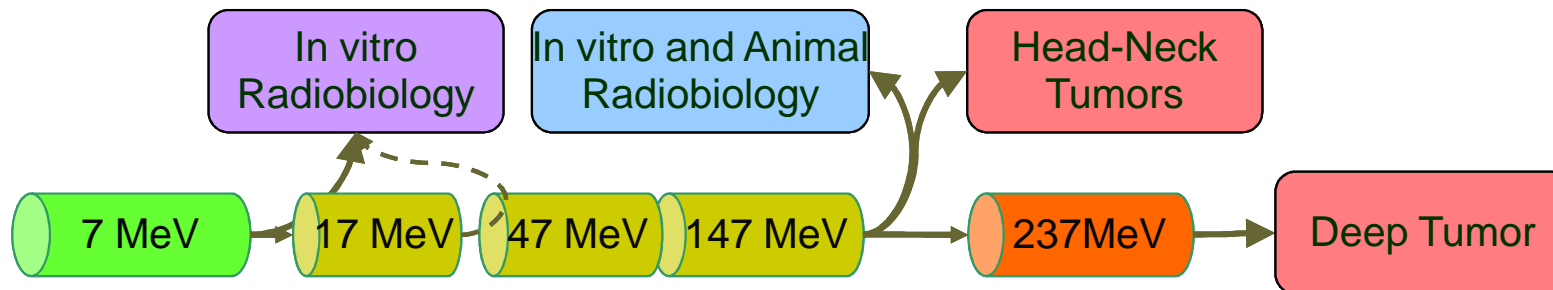 In vitro
Radiobiology
In vitro and Animal
Radiobiology
Head-Neck
Tumors
7 MeV
17 MeV
47 MeV
147 MeV
237MeV
Deep Tumor